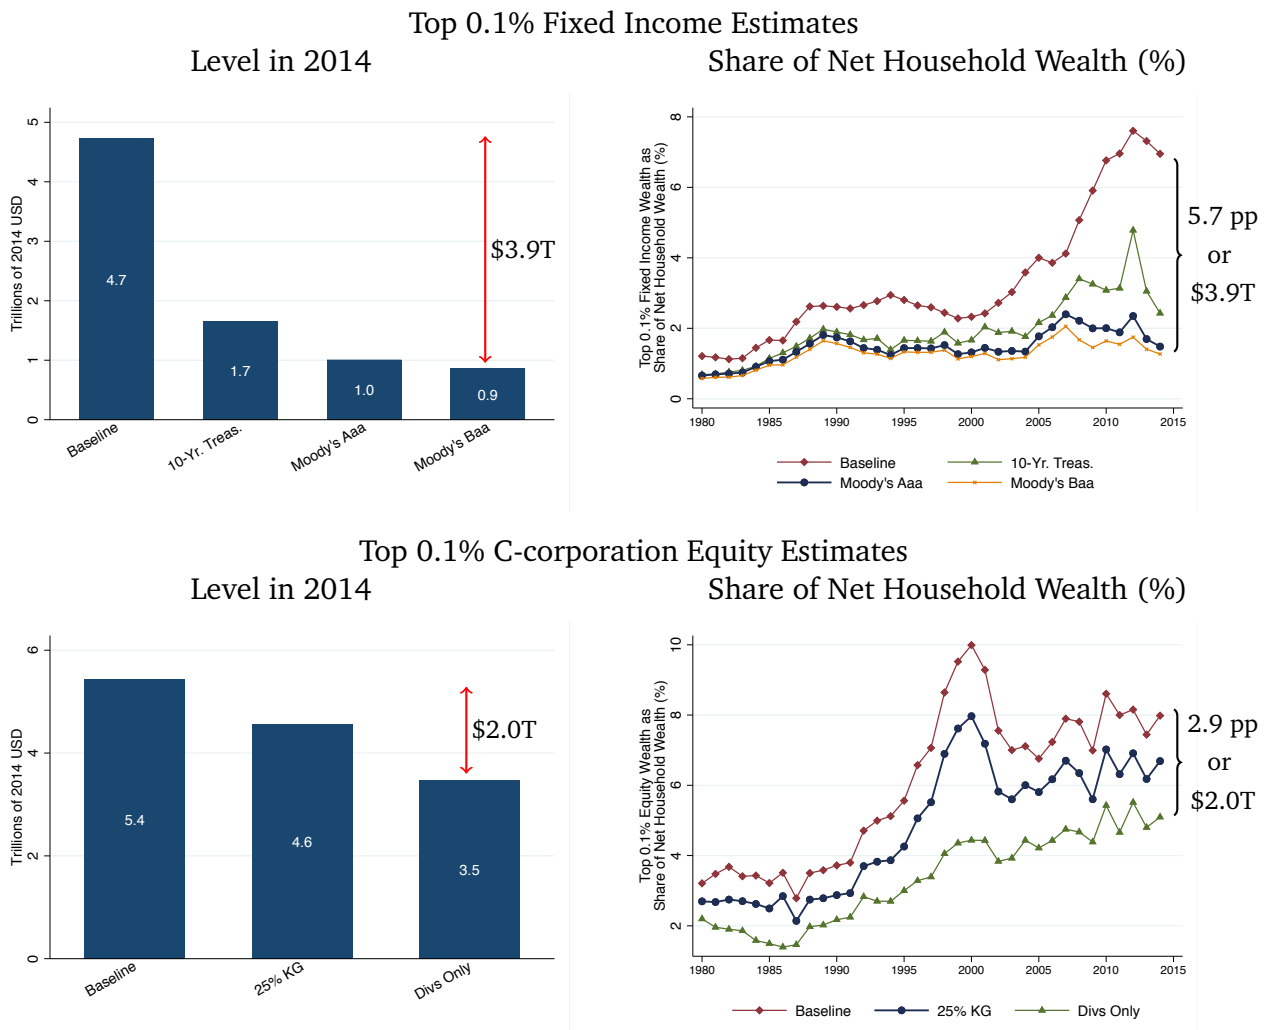 Top 0.1% Fixed Income Estimates
Level in 2014
Share of Net Household Wealth (%)
Trillions of 2014 USD
5
4
3
2
1
0
4.7
1.7
1.0
0.9
$3.9T
Baseline
10-Yr. Treas.
Moody's Aaa
Moody's Baa
Top 0.1% Fixed Income Wealth as
Share of Net Household Wealth (%)
8
6
4
2
0
1980
1985
1990
1995
2000
2005
2010
2015
5.7 pp
or
$3.9T
Baseline
10-Yr. Treas.
Moody's Aaa
Moody's Baa
Top 0.1% C-corporation Equity Estimates
Level in 2014
Share of Net Household Wealth (%)
Trillions of 2014 USD
6
4
2
0
5.4
4.6
3.5
$2.0T
Baseline
25% KG
Divs Only
Top 0.1% Equity Wealth as
Share of Net Household Wealth (%)
10
8
6
4
2
1980
1985
1990
1995
2000
2005
2010
2015
2.9 pp
or
$2.0T
Baseline
25% KG
Divs Only